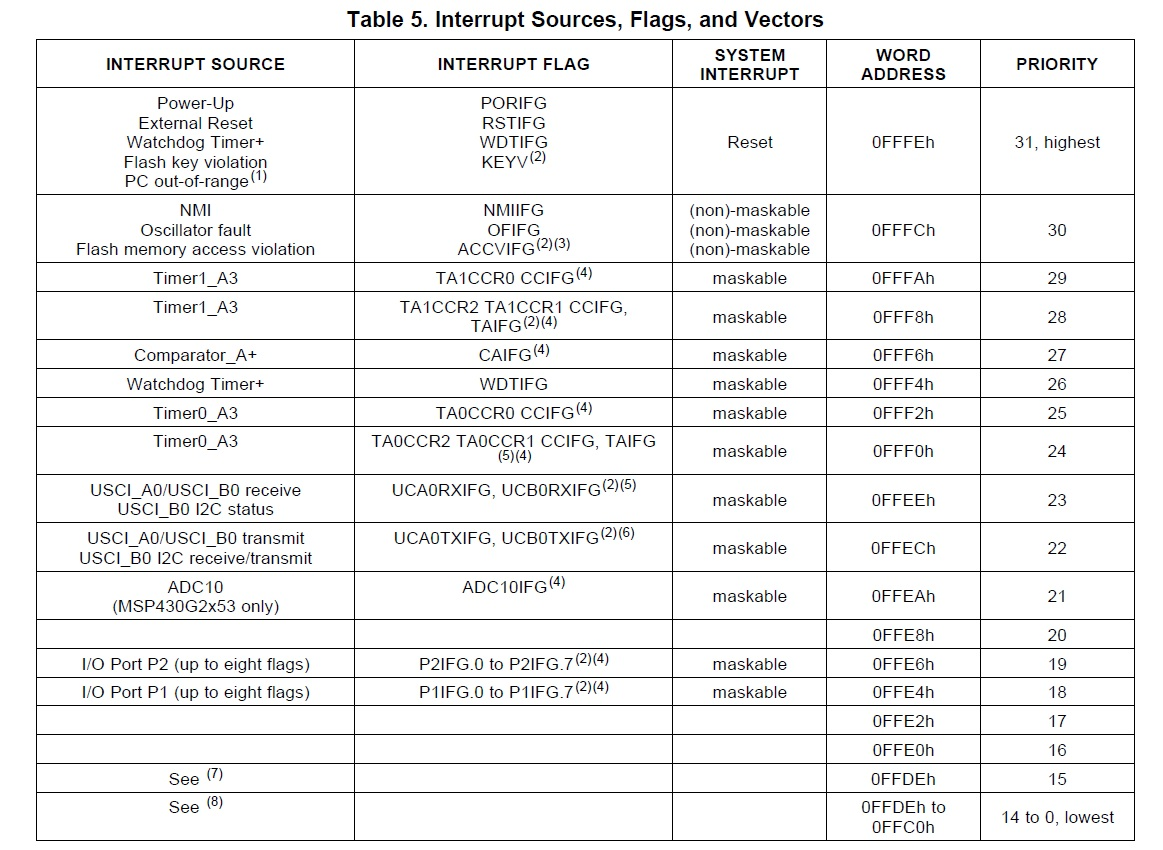 Table 5. Interrupt Sources, Flags, and Vectors
INTERRUPT SOURCE
INTERRUPT FLAG
SYSTEM
INTERRUPT
WORD
ADDRESS
PRIORITY
Power-Up
External Reset
Watchdog Timer+
Flash key violation
PC out-of-range(1)
PORIFG
RSTIFG
WDTIFG
KEYV(2)
Reset
0FFFEh
31, highest
NMI
Oscillator fault
Flash memory access violation
NMIIFG
OFIFG
ACCVIFG(2)(3)
(non)-maskable
(non)-maskable
(non)-maskable
0FFFCh
30
Timer1_A3
TA1CCR0 CCIFG(4)
maskable
0FFFAh
29
Timer1_A3
TA1CCR2 TA1CCR1 CCIFG,
TAIFG(2)(4)
maskable
0FFF8h
28
Comparator_A+
CAIFG(4)
maskable
0FFF6h
27
Watchdog Timer+
WDTIFG
maskable
0FFF4h
26
Timer0_A3
TA0CCR0 CCIFG(4)
maskable
0FFF2h
25
Timer0_A3
TA0CCR2 TA0CCR1 CCIFG, TAIFG
(5)(4)
maskable
0FFF0h
24
USCI_A0/USCI_B0 receive
USCI_B0 I2C status
UCA0RXIFG, UCB0RXIFG(2)(5)
maskable
0FFEEh
23
USCI_A0/USCI_B0 transmit
USCI_B0 I2C receive/transmit
UCA0TXIFG, UCB0TXIFG(2)(6)
maskable
0FFECh
22
ADC10
(MSP430G2x53 only)
ADC10IFG(4)
maskable
0FFEAh
21
0FFE8h
20
I/O Port P2 (up to eight flags)
P2IFG.0 to P2IFG.7(2)(4)
maskable
0FFE6h
19
I/O Port P1 (up to eight flags)
P1IFG.0 to P1IFG.7(2)(4)
maskable
0FFE4h
18
0FFE2h
17
0FFE0h
16
See (7)
0FFDEh
15
See (8)
0FFDEh to
0FFC0h
14 to 0, lowest